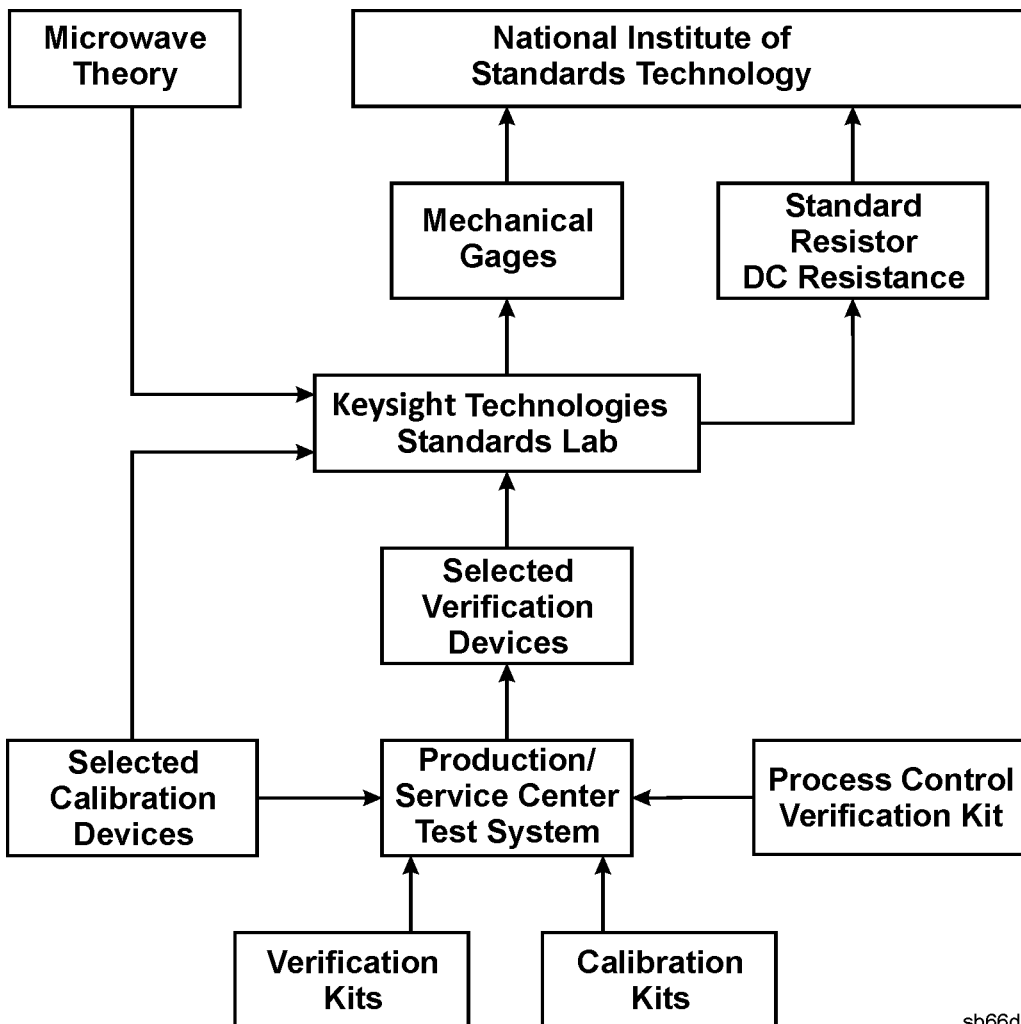 Microwave
Theory
National Institute of
Standards Technology
Mechanical
Gages
Standard
Resistor
DC Resistance
Keysight Technologies
Standards Lab
Selected
Verification
Devices
Selected
Calibration
Devices
Production/
Service Center
Test System
Process Control
Verification Kit
Verification
Kits
Calibration
Kits
sb66d